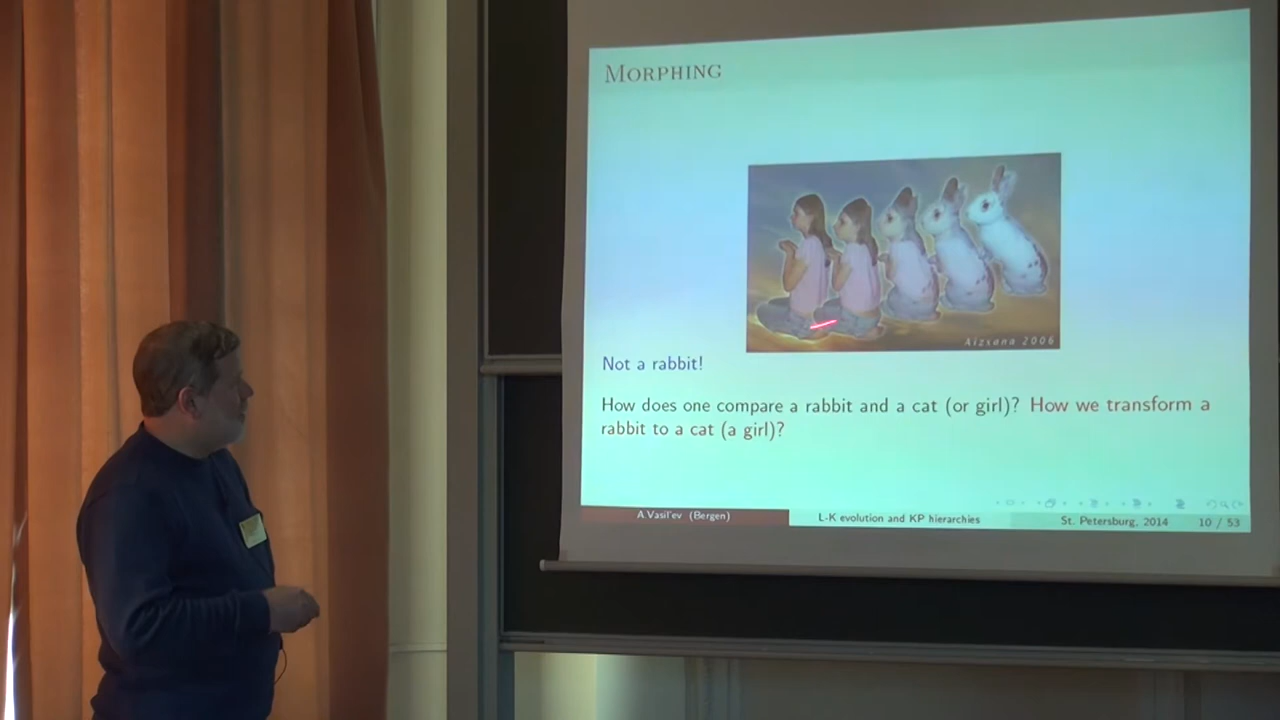 MORPHING
Aizsana 2006
Not a rabbit!
How does one compare a rabbit and a cat (or girl)? How we transform a
rabbit to a cat (a girl)?
A.Vasil'ev (Bergen)
L-K evolution and KP hierarchies
St. Petersburg, 2014
10 / 53